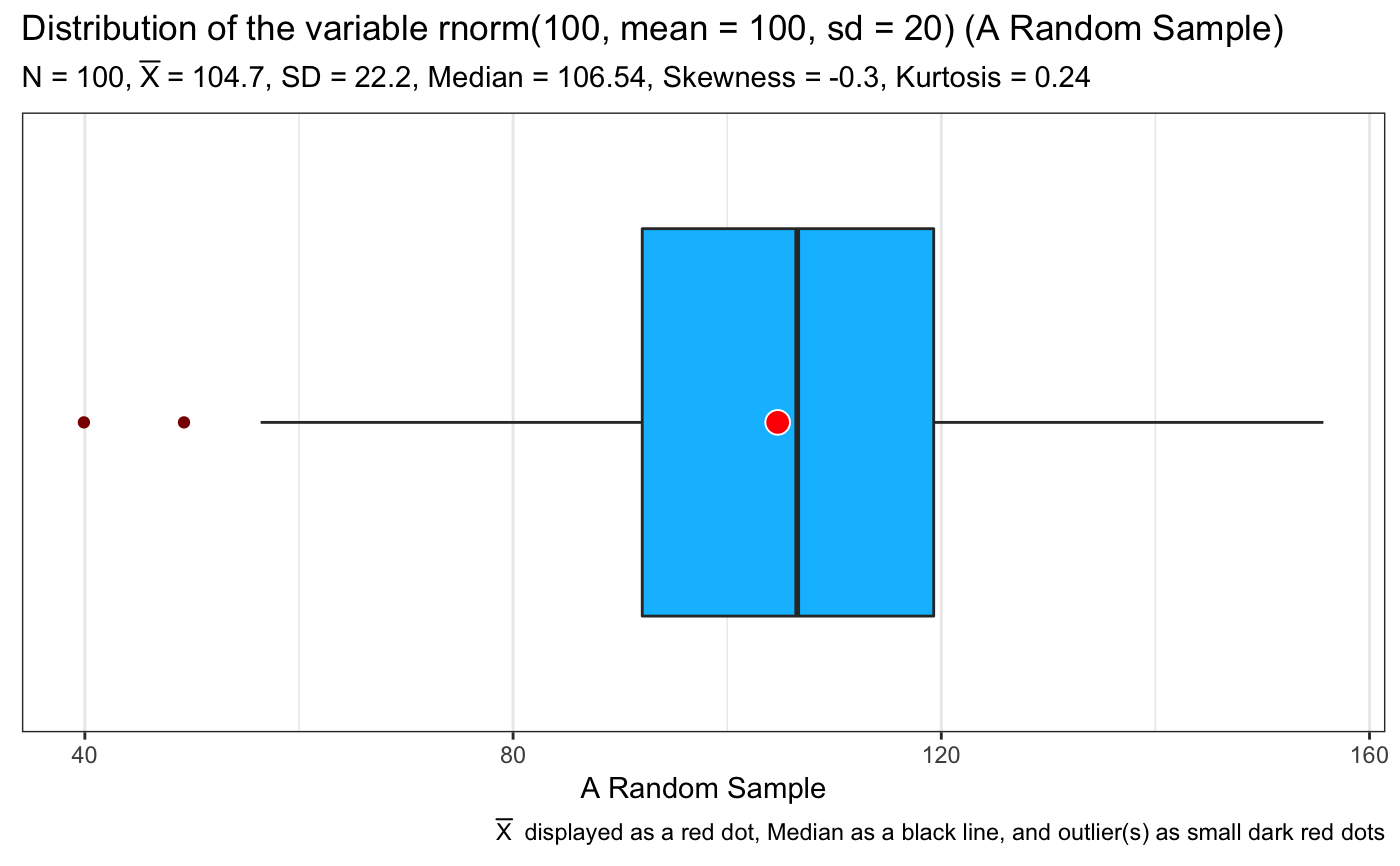 Distribution of the variable rnorm(100, mean = 100, sd = 20) (A Random Sample)
N = 100, X̅ = 104.7, SD = 22.2, Median = 106.54, Skewness = -0.3, Kurtosis = 0.24
40 80 120 160
A Random Sample
X̅ displayed as a red dot, Median as a black line, and outlier(s) as small dark red dots